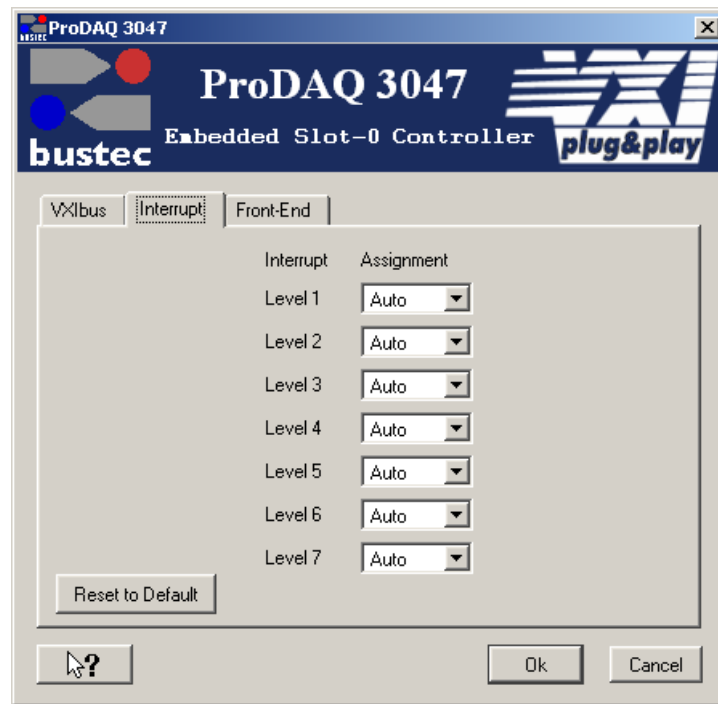 ProDAQ 3047
ProDAQ 3047
Embedded Slot-0 Controller
bustec
VXI
plug&play
VXIbus
Interrupt
Front-End
Interrupt Assignment
Level 1 Auto
Level 2 Auto
Level 3 Auto
Level 4 Auto
Level 5 Auto
Level 6 Auto
Level 7 Auto
Reset to Default
?
Ok
Cancel